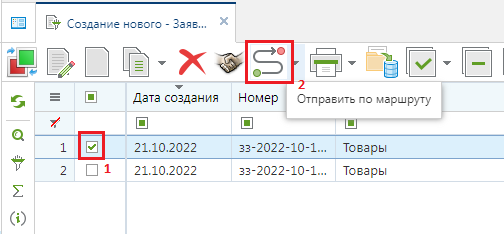 Создание нового - Заяв...
2
Отправить по маршруту
Дата создания Номер
1 21.10.2022 зз-2022-10-1... Товары
2 1 21.10.2022 зз-2022-10-1... Товары